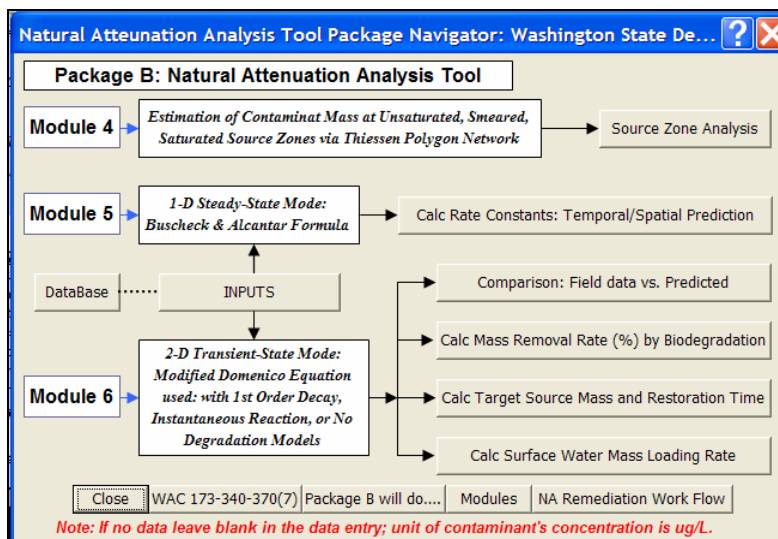 Natural Atteunation Analysis Tool Package Navigator: Washington State De...
Package B: Natural Attenuation Analysis Tool
Module 4
Estimation of Contaminat Mass at Unsaturated, Smeared,
Saturated Source Zones via Thiessen Polygon Network
Source Zone Analysis
Module 5
1-D Steady-State Mode:
Buscheck & Alcantar Formula
Calc Rate Constants: Temporal/Spatial Prediction
DataBase
INPUTS
Comparison: Field data vs. Predicted
Calc Mass Removal Rate (%) by Biodegradation
Module 6
2-D Transient-State Mode:
Modified Domenico Equation
used: with 1st Order Decay,
Instantaneous Reaction, or No
Degradation Models
Calc Target Source Mass and Restoration Time
Calc Surface Water Mass Loading Rate
Close
WAC 173-340-370(7)
Package B will do....
Modules
NA Remediation Work Flow
Note: If no data leave blank in the data entry; unit of contaminant's concentration is ug/L.